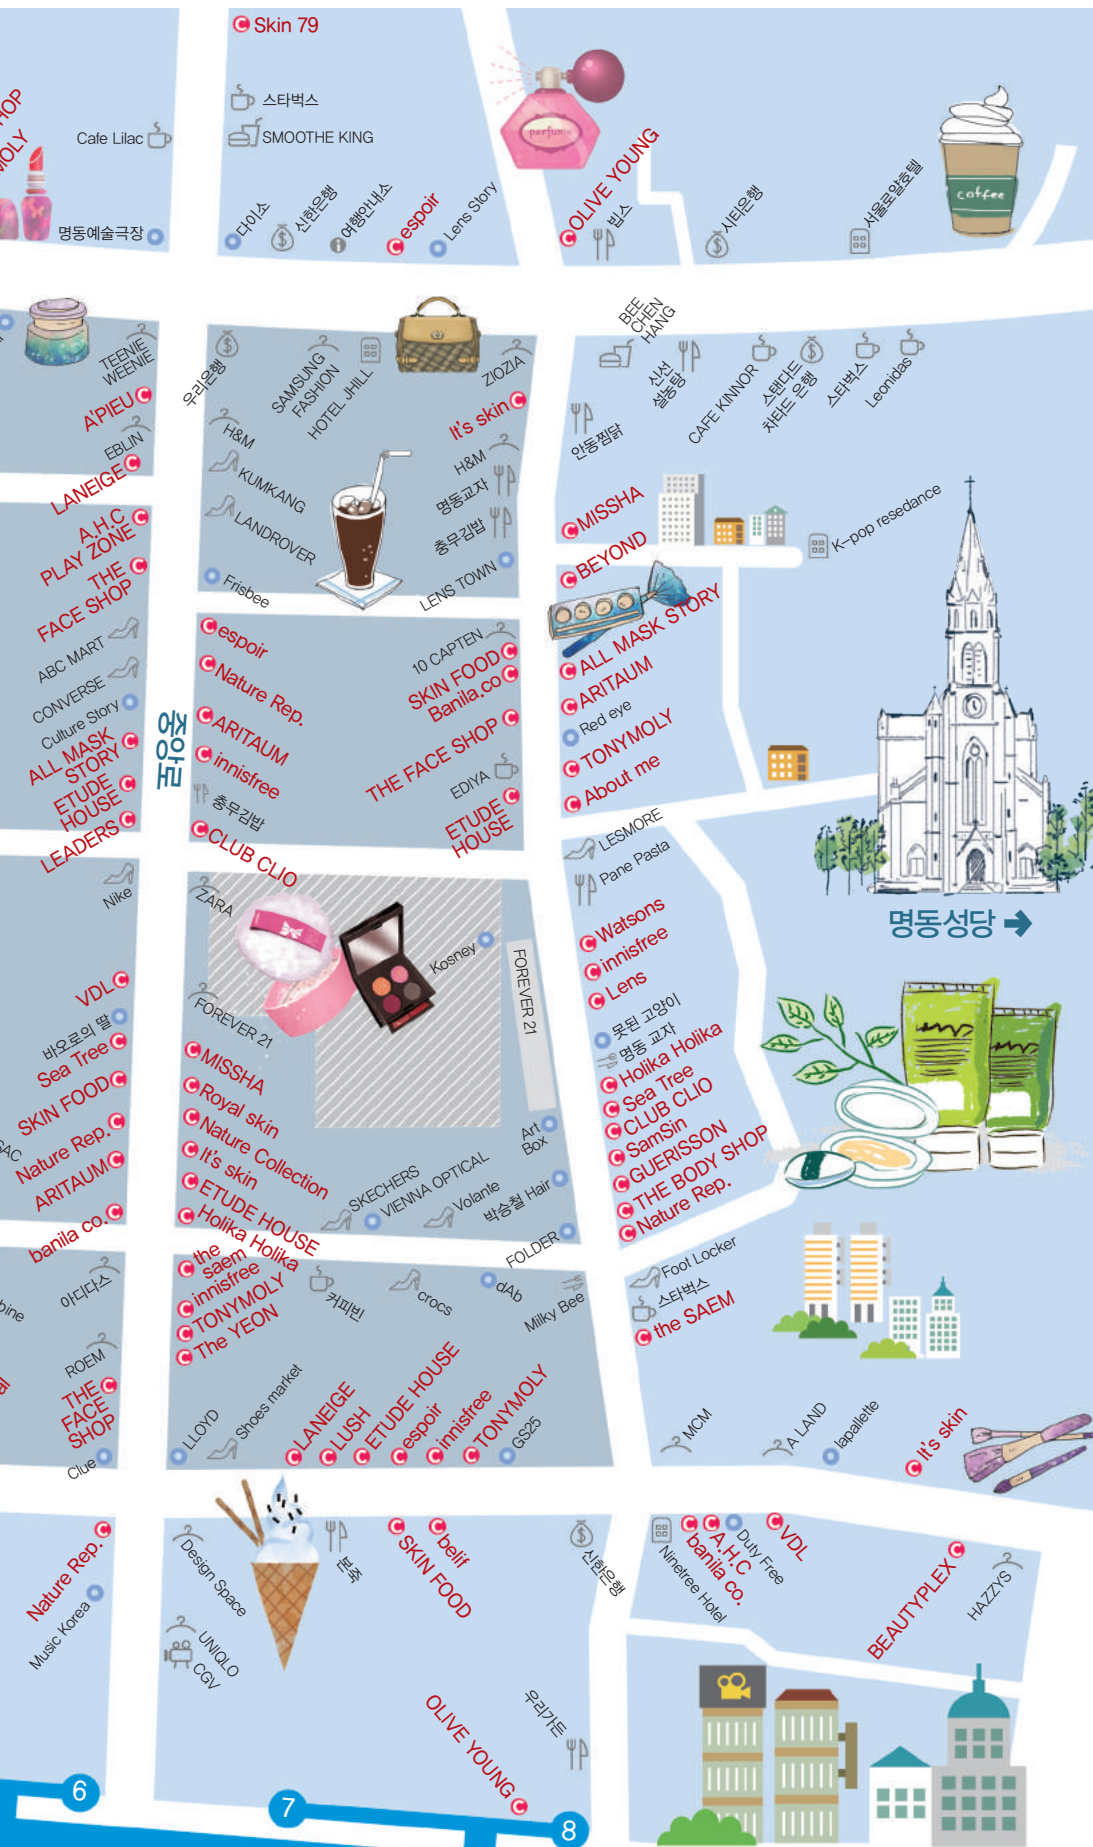 Skin 79
HOP
MOLY
스타벅스
SMOOTHE KING
Cafe Lilac
명동예술극장
다이소
신한은행
여행안내소
espoir
Lens Story
parfume
OLIVE YOUNG
빕스
시티은행
서울로얄호텔
coffee
TEENIE
WEENIE
A'PIEU
EBLIN
LANEIGE
우리은행
SAMSUNG
FASHION
HOTEL JHILL
ZIOZIA
It's skin
H&M
KUMKANG
LANDROVER
Frisbee
H&M
명동교자
충무김밥
LENS TOWN
BEE
CHEN
HANG
신선
설농탕
안동찜닭
CAFE KINNOR
스탠다드
차타드 은행
스타벅스
Leonidas
MISSHA
BEYOND
K-pop resedance
A.H.C
PLAY ZONE
THE
FACE SHOP
ABC MART
CONVERSE
Culture Story
ALL MASK
STORY
ETUDE
HOUSE
LEADERS
중앙로
espoir
Nature Rep.
ARITAUM
innisfree
충무김밥
CLUB CLIO
10 CAPTEN
SKIN FOOD
Banila.co
THE FACE SHOP
EDIYA
ETUDE
HOUSE
ALL MASK STORY
ARITAUM
Red eye
TONYMOLY
About me
LESMORE
Pane Pasta
명동성당
Nike
VDL
바오로의 딸
Sea Tree
SKIN FOOD
SAC
Nature Rep.
ARITAUM
banila co.
ZARA
Kosney
FOREVER 21
FOREVER 21
MISSHA
Royal skin
Nature Collection
It's skin
ETUDE HOUSE
Holika Holika
SKECHERS
VIENNA OPTICAL
Volante
Art
Box
박승철 Hair
FOLDER
Watsons
innisfree
Lens
못된 고양이
명동 교자
Holika Holika
Sea Tree
CLUB CLIO
SamSin
GUERISSON
THE BODY SHOP
Nature Rep.
the
saem
innisfree
TONYMOLY
The YEON
커피빈
crocs
dAb
Milky Bee
Foot Locker
스타벅스
the SAEM
bine
아디다스
ROEM
THE
FACE
SHOP
Clue
al
LLOYD
Shoes market
LANEIGE
LUSH
ETUDE HOUSE
espoir
innisfree
TONYMOLY
GS25
MCM
A LAND
lapallette
It's skin
Nature Rep.
Music Korea
Design Space
UNIQLO
CGV
본죽
SKIN FOOD
belif
신한은행
Ninetree Hotel
banila co.
A.H.C
Duty Free
VDL
BEAUTYPLEX
HAZZYS
OLIVE YOUNG
우리가든
6
7
8